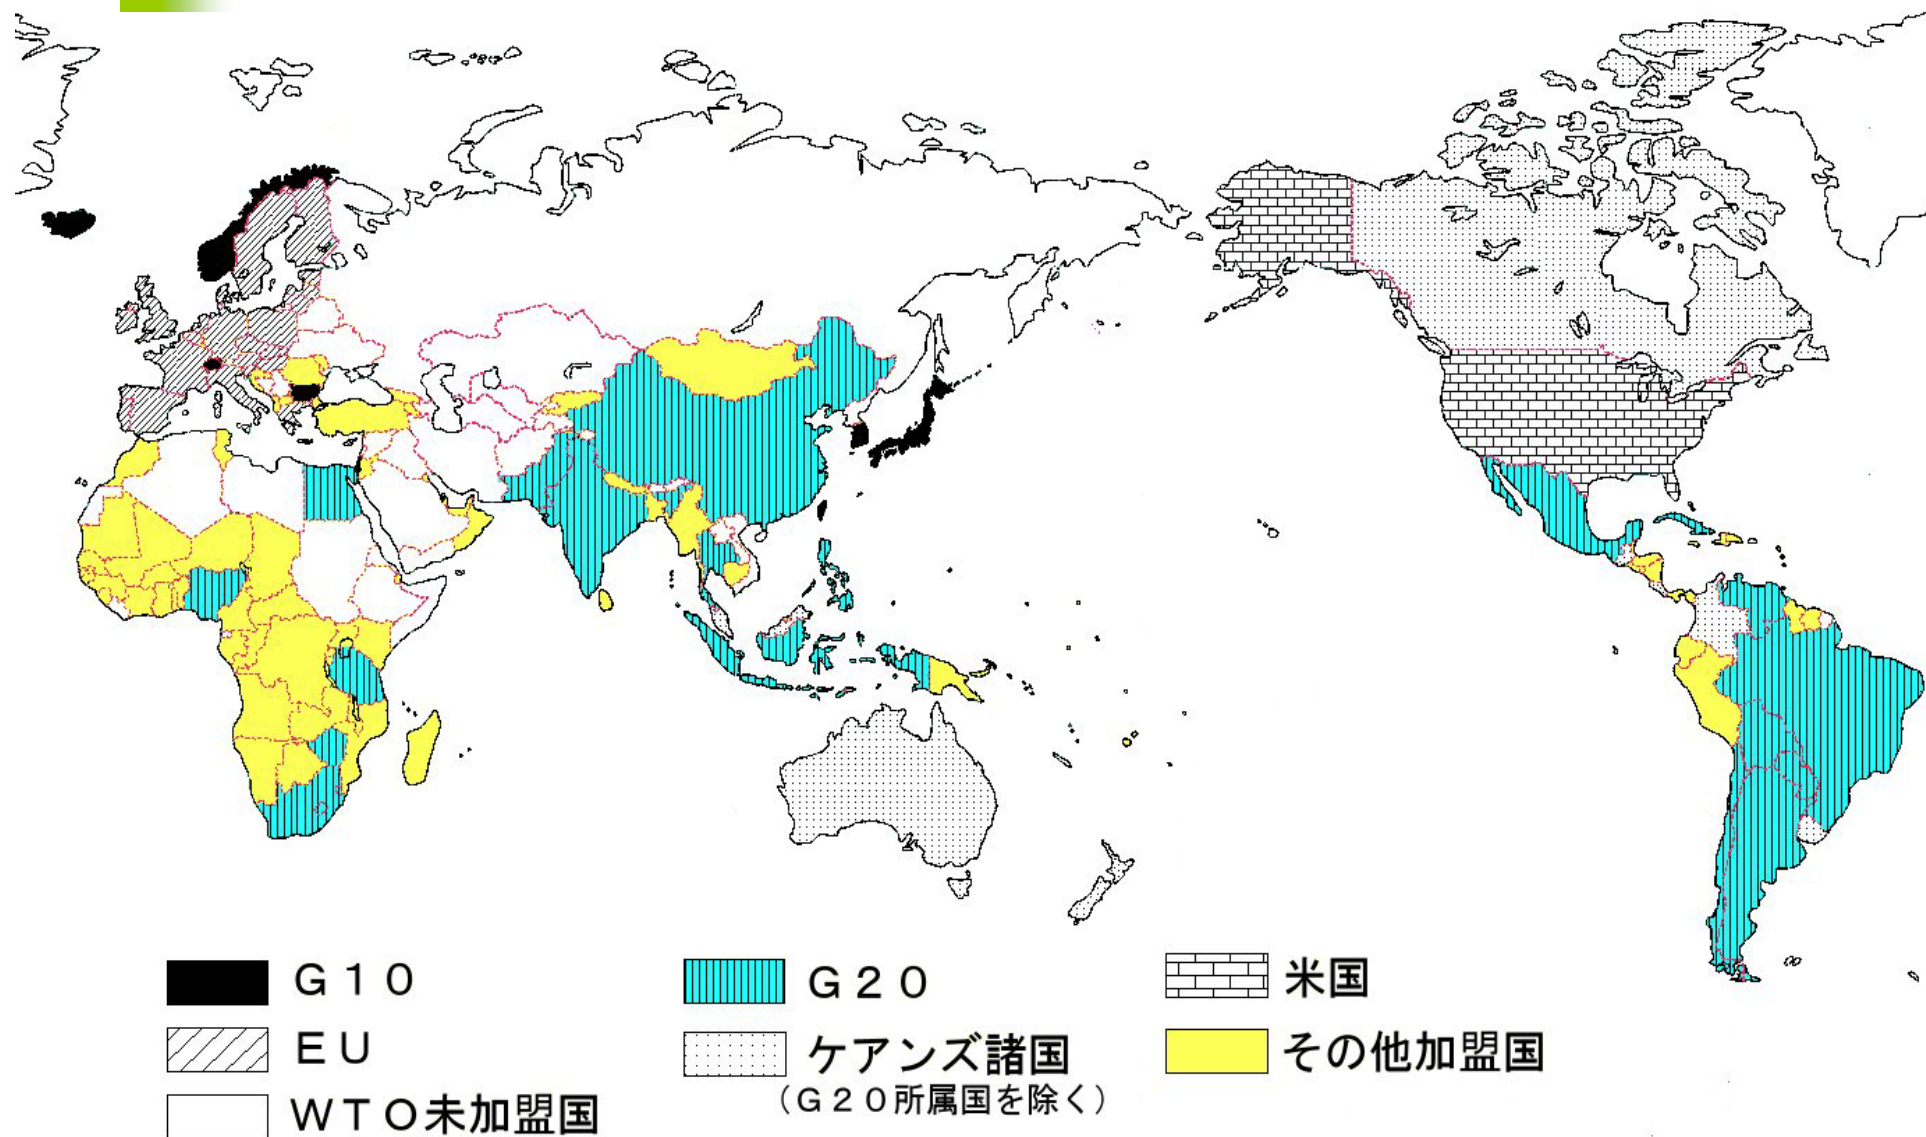 Ｇ１０
Ｇ２０
米国
ＥＵ
ケアンズ諸国
（Ｇ２０所属国を除く）
その他加盟国
ＷＴＯ未加盟国